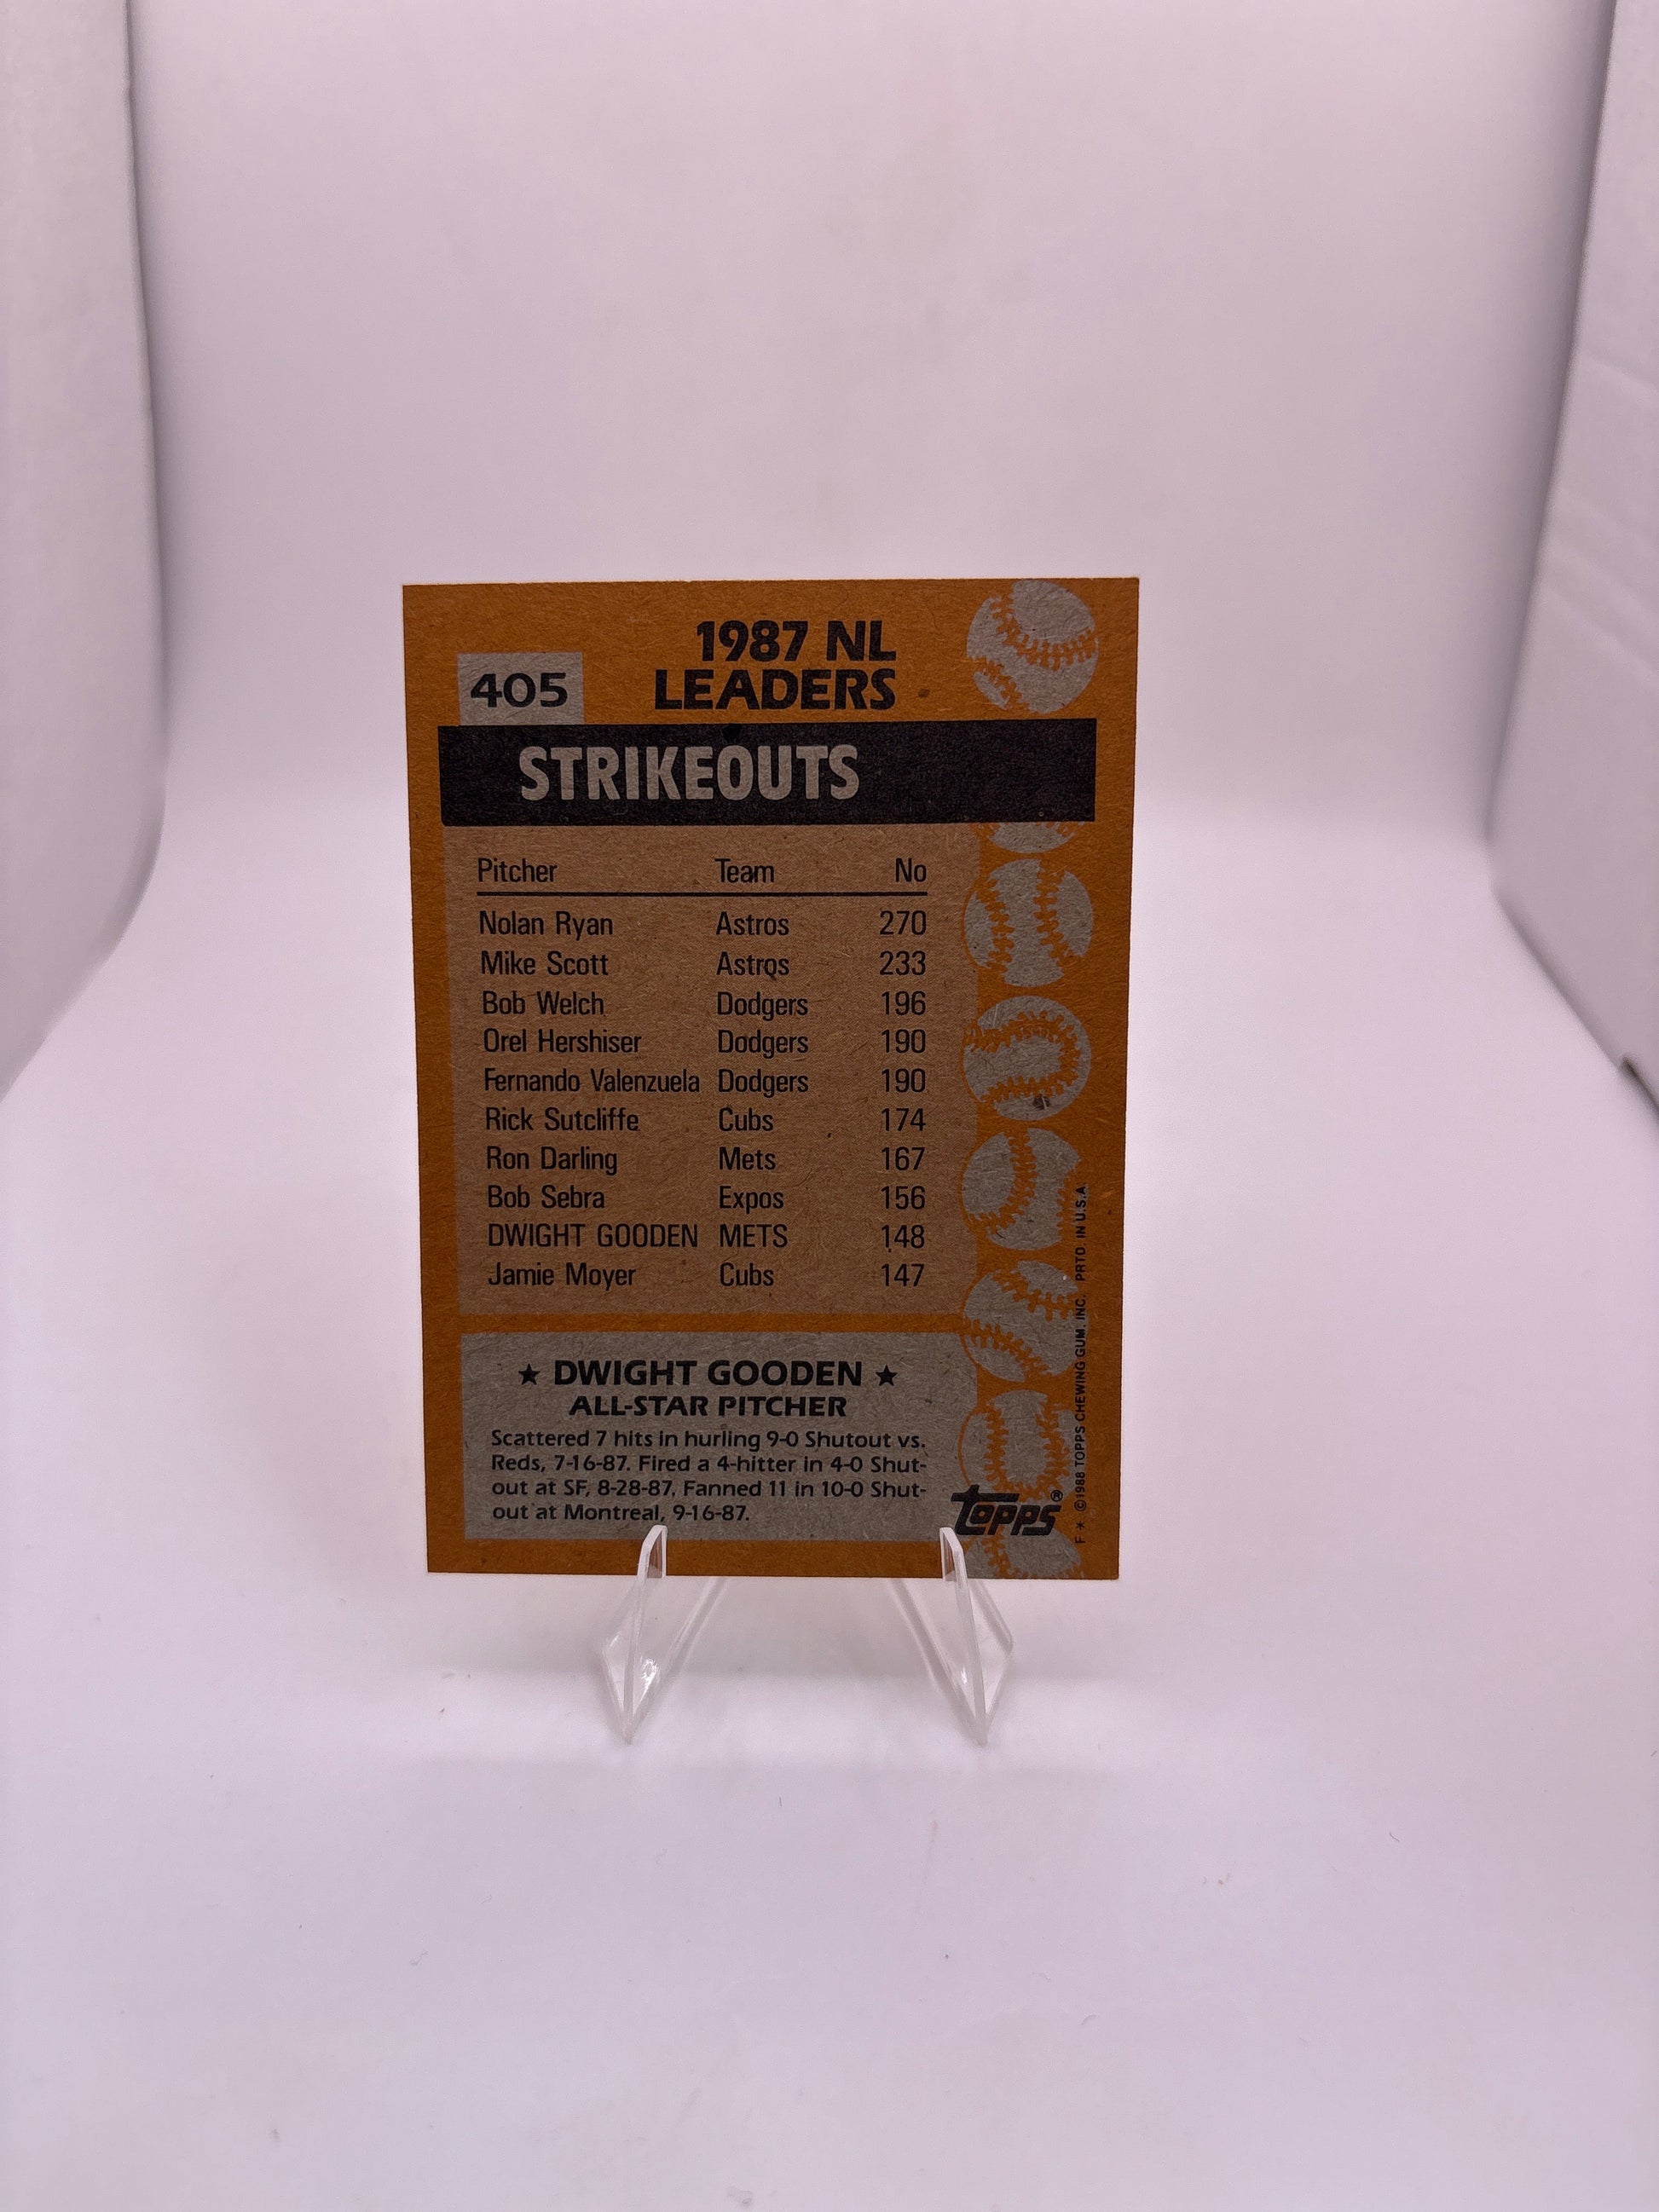 1987 NL
LEADERS
405
STRIKEOUTS
Pitcher Team No
Nolan Ryan Astros 270
Mike Scott Astros 233
Bob Welch Dodgers 196
Orel Hershiser Dodgers 190
Fernando Valenzuela Dodgers 190
Rick Sutcliffe Cubs 174
Ron Darling Mets 167
Bob Sebra Expos 156
DWIGHT GOODEN METS 148
Jamie Moyer Cubs 147
★ DWIGHT GOODEN ★
ALL-STAR PITCHER
Scattered 7 hits in hurling 9-0 Shutout vs.
Reds, 7-16-87. Fired a 4-hitter in 4-0 Shut-
out at SF, 8-28-87. Fanned 11 in 10-0 Shut-
out at Montreal, 9-16-87.
topps®
F * ©1988 TOPPS CHEWING GUM, INC. PRTD. IN U.S.A.